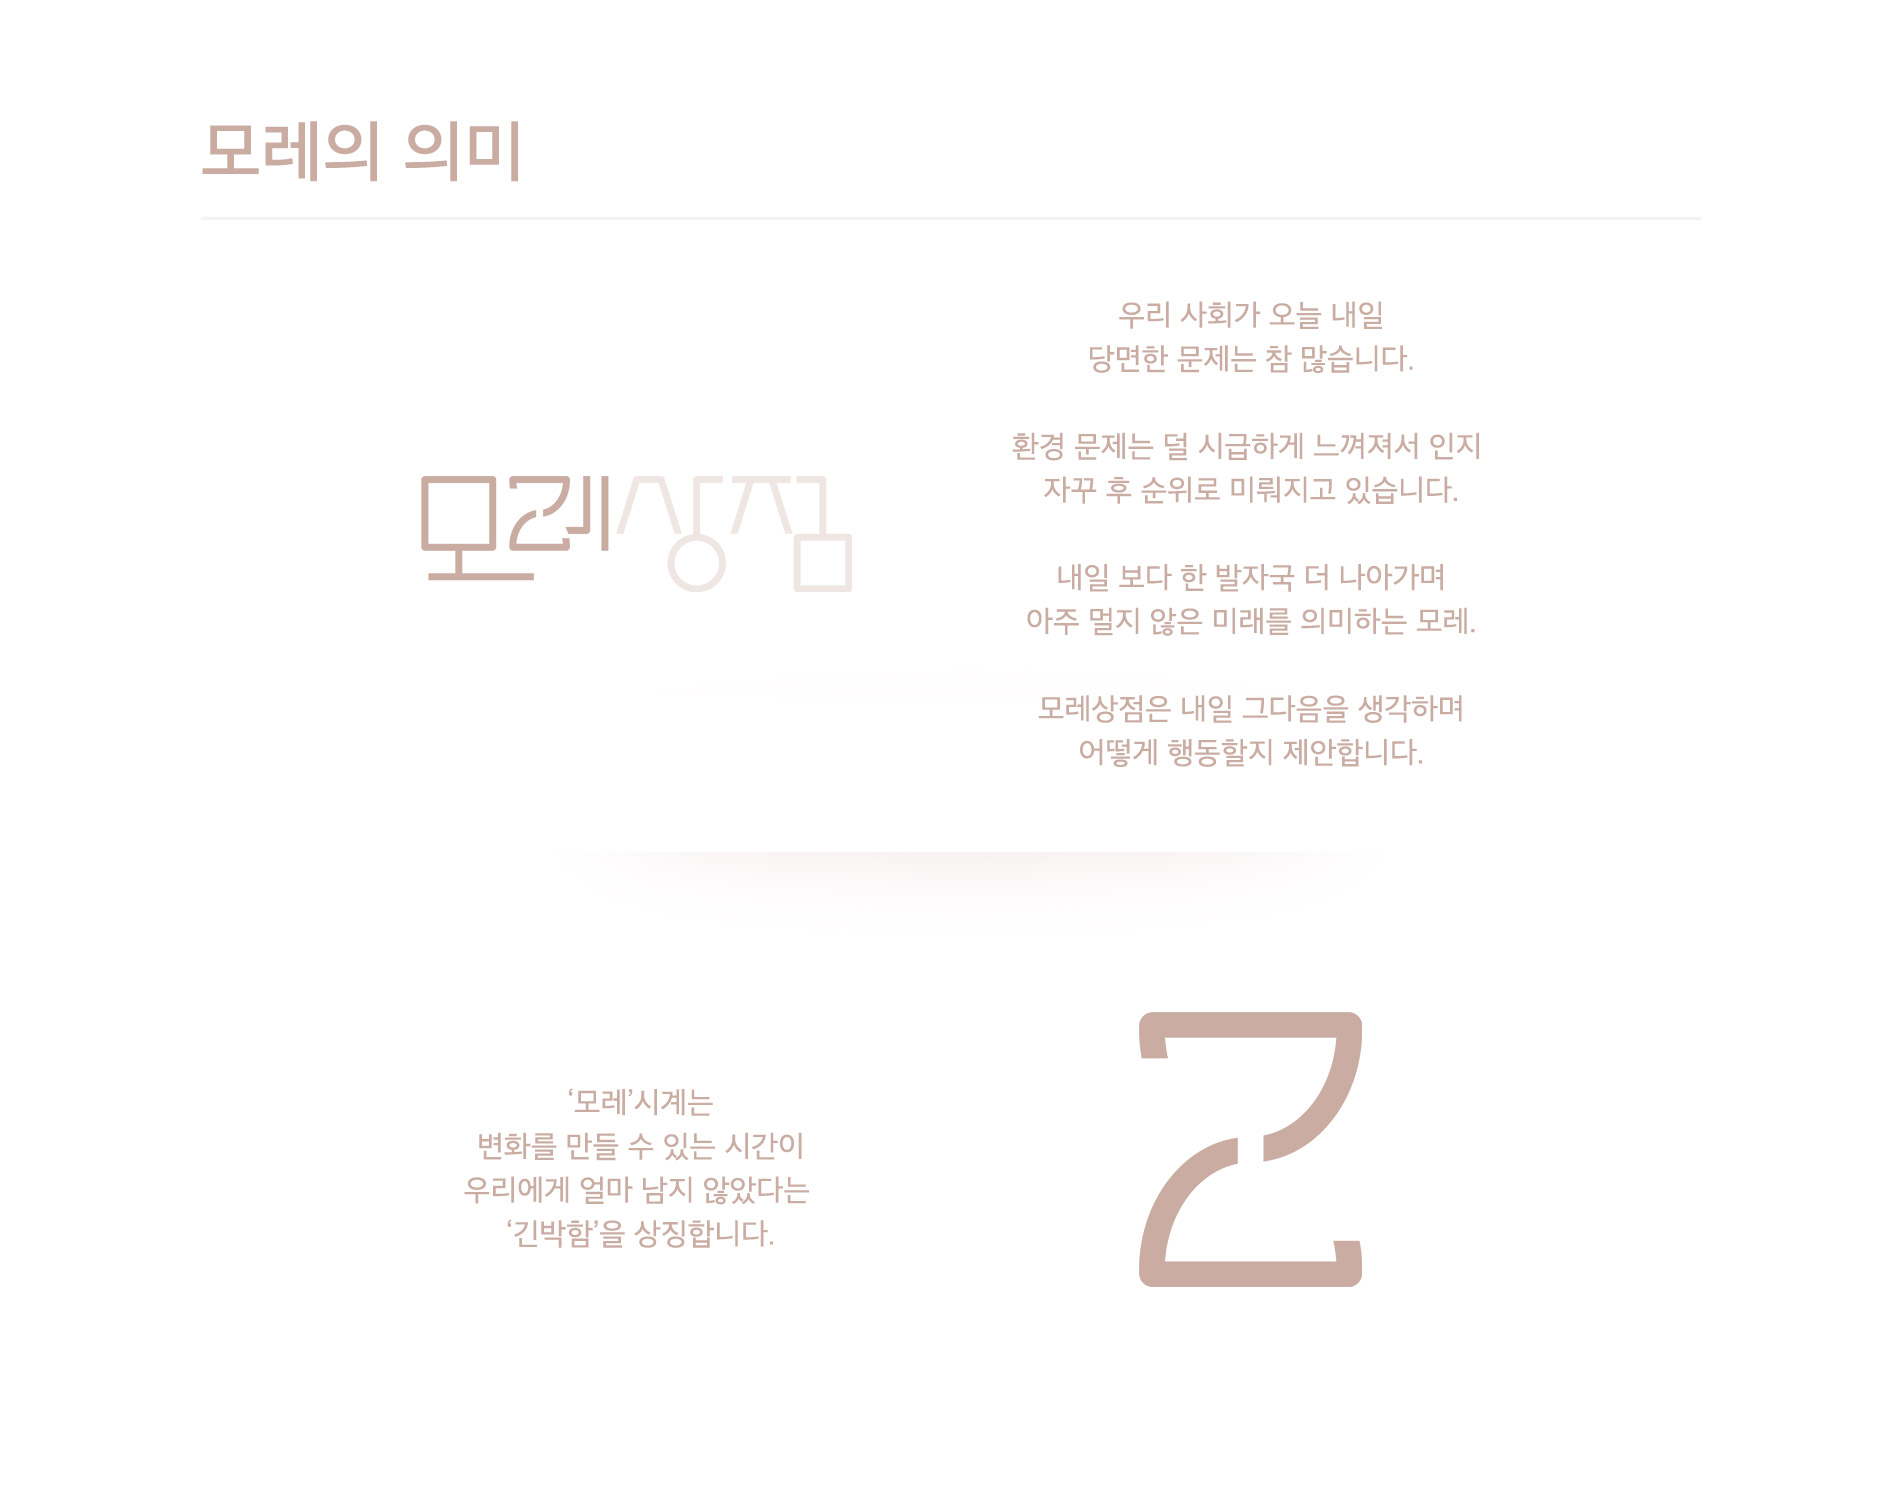 모레의 의미
모레상점
우리 사회가 오늘 내일
당면한 문제는 참 많습니다.
환경 문제는 덜 시급하게 느껴져서 인지
자꾸 후 순위로 미뤄지고 있습니다.
내일 보다 한 발자국 더 나아가며
아주 멀지 않은 미래를 의미하는 모레.
모레상점은 내일 그다음을 생각하며
어떻게 행동할지 제안합니다.
‘모레’시계는
변화를 만들 수 있는 시간이
우리에게 얼마 남지 않았다는
‘긴박함’을 상징합니다.